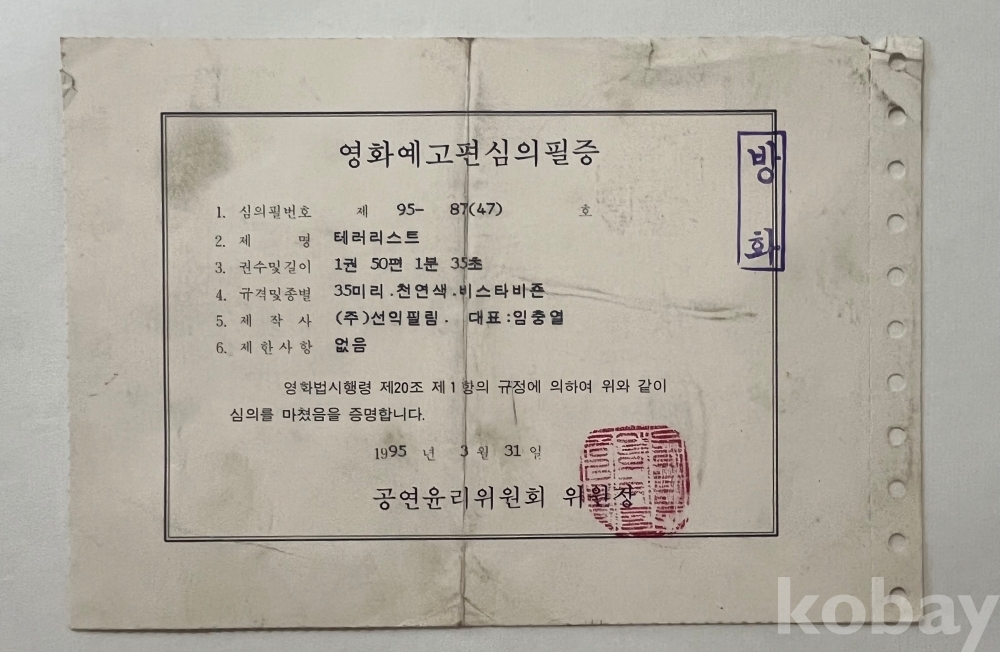 영화예고편심의필증
방화
1. 심의필번호 제 95- 87(47) 호
2. 제 명 테러리스트
3. 권수및길이 1권 50편 1분 35초
4. 규격및종별 35미리.천연색.비스타비죤
5. 제 작 사 (주)선익필림. 대표:임충열
6. 제한사항 없음
영화법시행령 제20조 제1항의 규정에 의하여 위와 같이
심의를 마쳤음을 증명합니다.
1995 년 3 월 31 일
공연윤리위원회 위원장
kobay